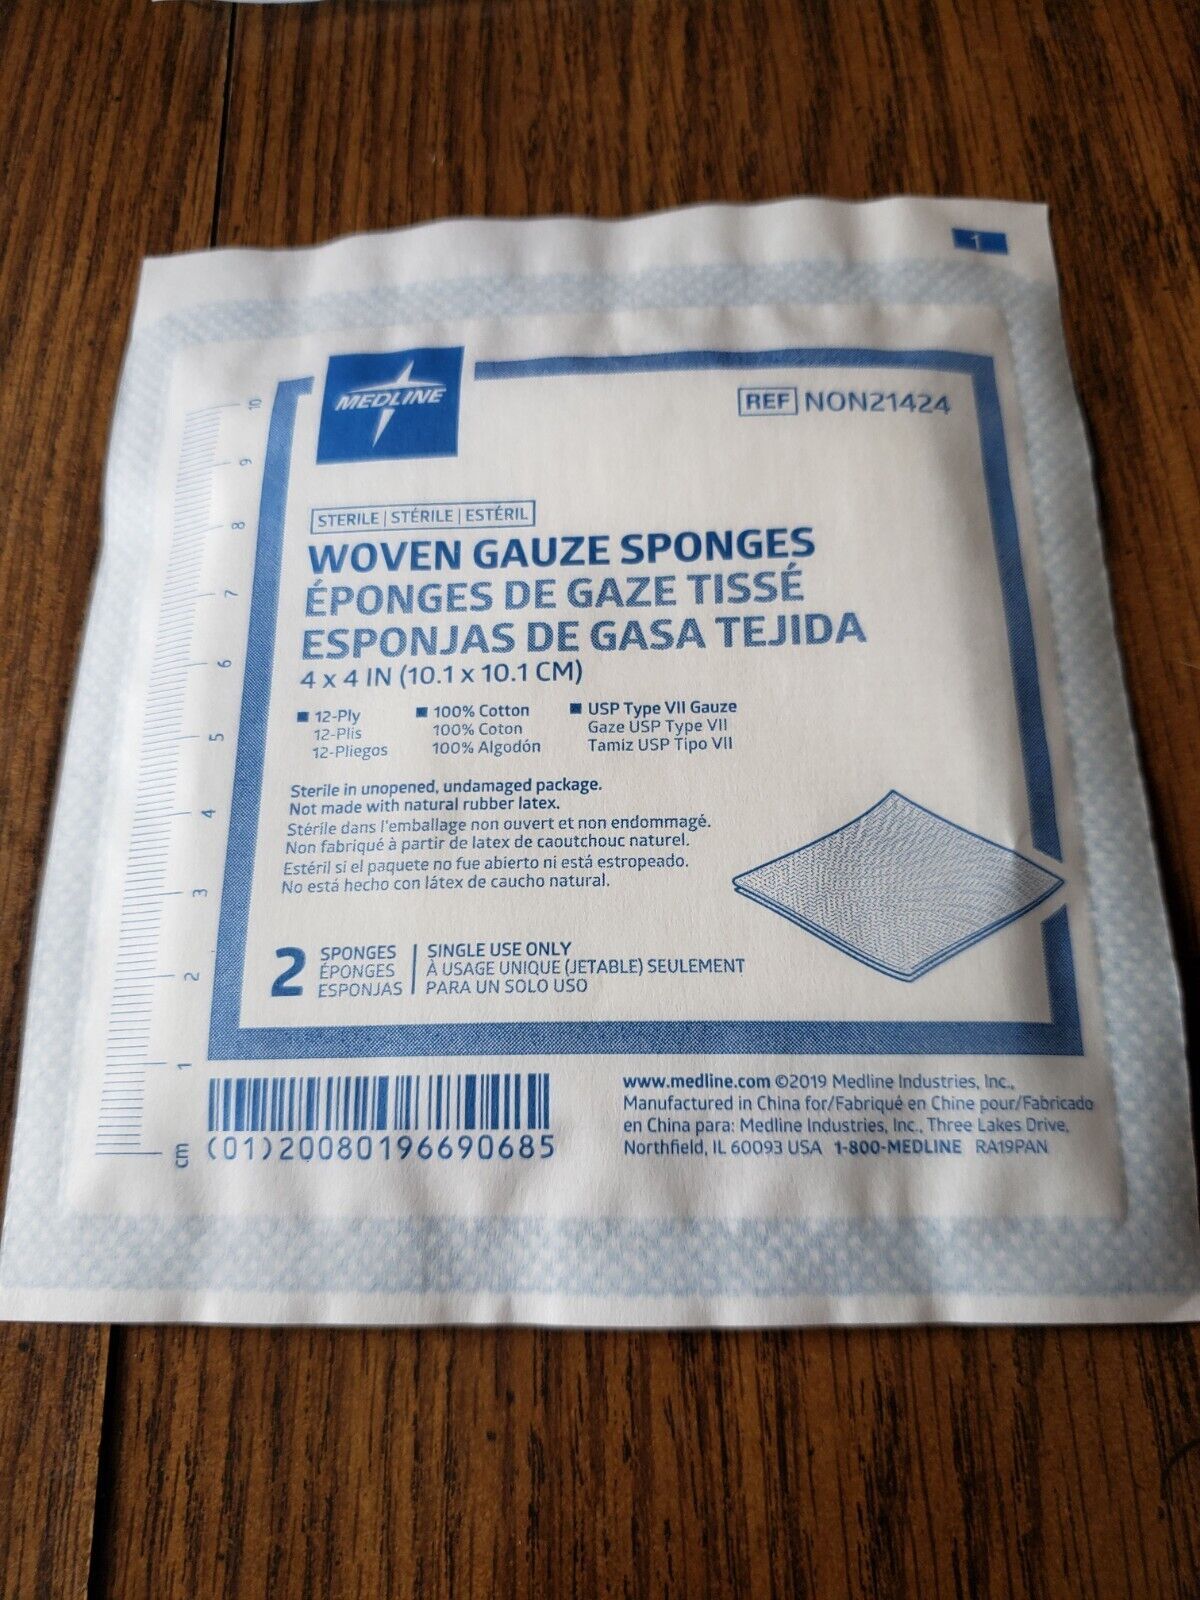 1
MEDLINE
REF NON21424
STERILE | STÉRILE | ESTÉRIL
WOVEN GAUZE SPONGES
ÉPONGES DE GAZE TISSÉ
ESPONJAS DE GASA TEJIDA
4 x 4 IN (10.1 x 10.1 CM)
12-Ply
12-Plis
12-Pliegos
100% Cotton
100% Coton
100% Algodón
USP Type VII Gauze
Gaze USP Type VII
Tamiz USP Tipo VII
Sterile in unopened, undamaged package.
Not made with natural rubber latex.
Stérile dans l'emballage non ouvert et non endommagé.
Non fabriqué à partir de latex de caoutchouc naturel.
Estéril si el paquete no fue abierto ni está estropeado.
No está hecho con látex de caucho natural.
2
SPONGES
ÉPONGES
ESPONJAS
SINGLE USE ONLY
À USAGE UNIQUE (JETABLE) SEULEMENT
PARA UN SOLO USO
10
9
8
7
6
5
4
3
2
1
cm
(01)20080196690685
www.medline.com ©2019 Medline Industries, Inc.,
Manufactured in China for/Fabriqué en Chine pour/Fabricado
en China para: Medline Industries, Inc., Three Lakes Drive,
Northfield, IL 60093 USA 1-800-MEDLINE RA19PAN